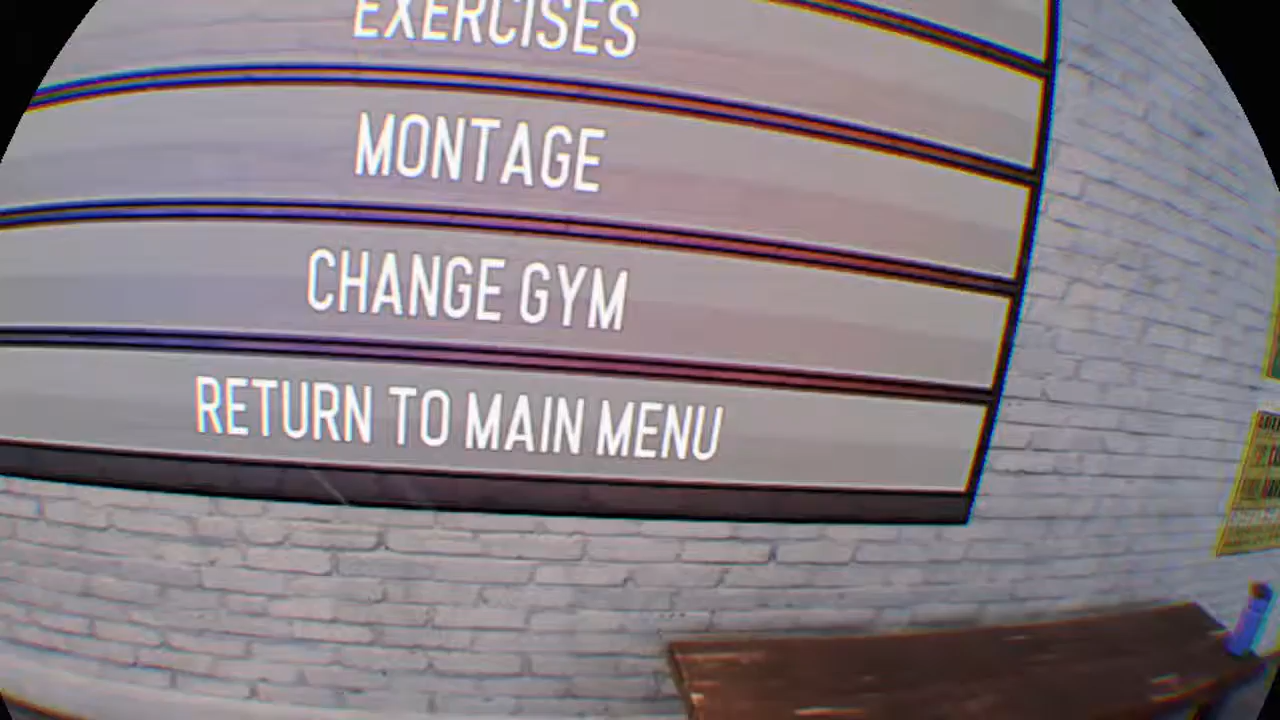 EXERCISES
MONTAGE
CHANGE GYM
RETURN TO MAIN MENU